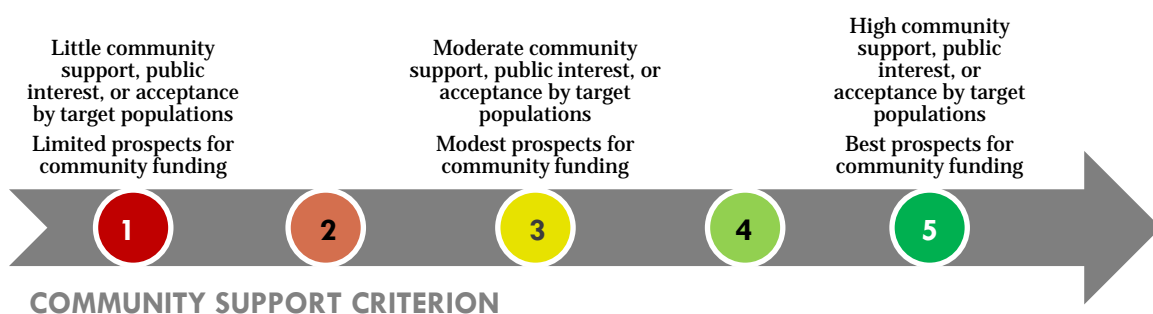 Little community
support, public
interest, or acceptance
by target populations
Limited prospects for
community funding
Moderate community
support, public interest, or
acceptance by target
populations
Modest prospects for
community funding
High community
support, public
interest, or
acceptance by target
populations
Best prospects for
community funding
1
2
3
4
5
COMMUNITY SUPPORT CRITERION